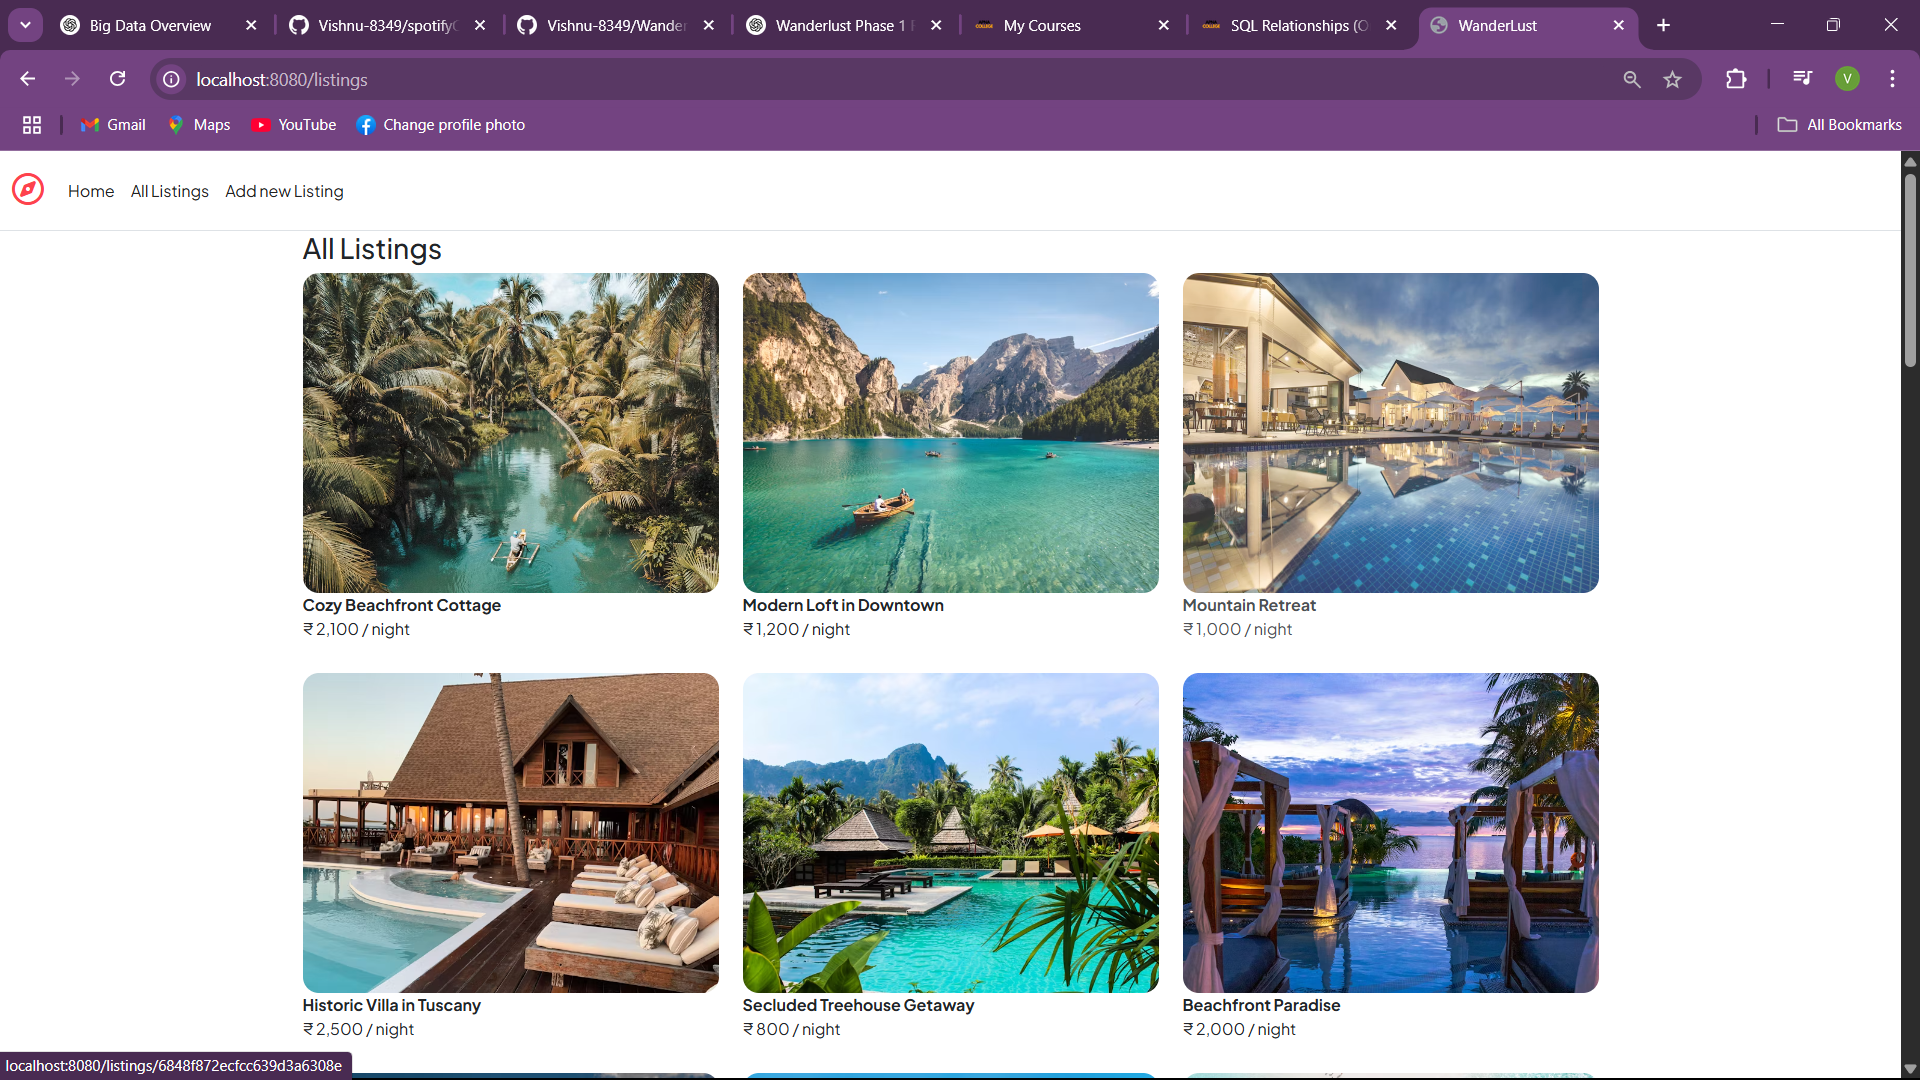 Big Data Overview
Vishnu-8349/spotify
Vishnu-8349/Wander
Wanderlust Phase 1
My Courses
SQL Relationships (O
WanderLust
localhost:8080/listings
V
Gmail
Maps
YouTube
Change profile photo
All Bookmarks
Home
All Listings
Add new Listing
All Listings
Cozy Beachfront Cottage
₹ 2,100 / night
Modern Loft in Downtown
₹ 1,200 / night
Mountain Retreat
₹ 1,000 / night
Historic Villa in Tuscany
₹ 2,500 / night
Secluded Treehouse Getaway
₹ 800 / night
Beachfront Paradise
₹ 2,000 / night
localhost:8080/listings/6848f872ecfcc639d3a6308e